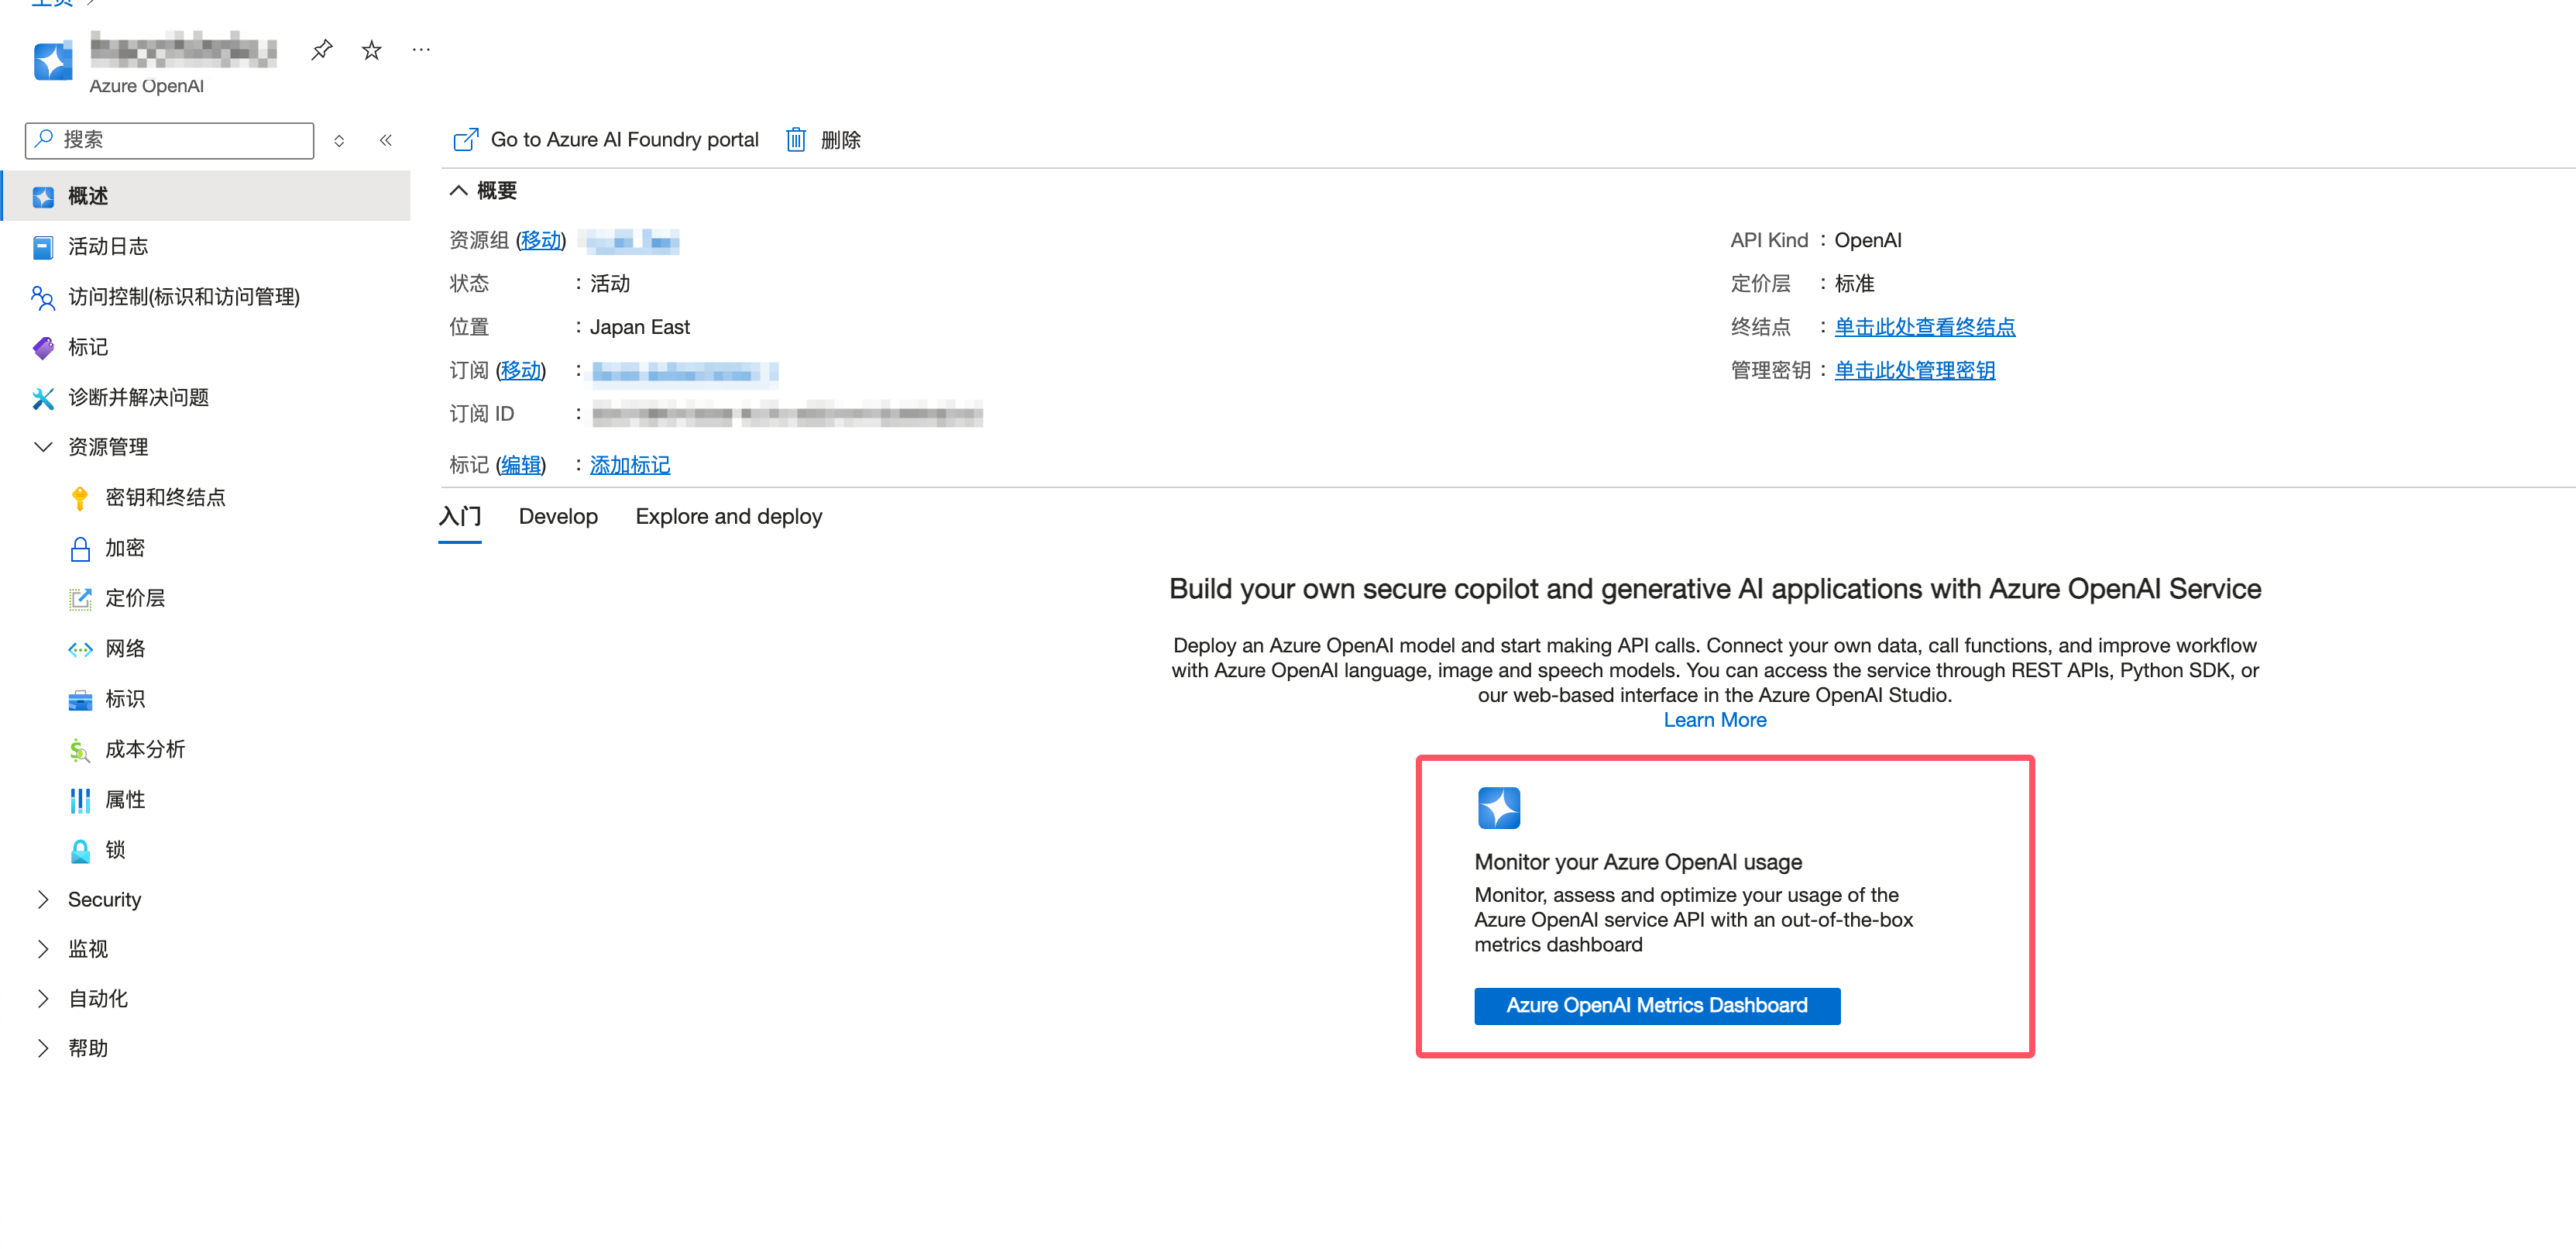 主页
Azure OpenAI
搜索
概述
活动日志
访问控制(标识和访问管理)
标记
诊断并解决问题
资源管理
密钥和终结点
加密
定价层
网络
标识
成本分析
属性
锁
Security
监视
自动化
帮助
Go to Azure AI Foundry portal 删除
概要
资源组 (移动)
状态 : 活动
位置 : Japan East
订阅 (移动) :
订阅 ID :
标记 (编辑) : 添加标记
API Kind : OpenAI
定价层 : 标准
终结点 : 单击此处查看终结点
管理密钥 : 单击此处管理密钥
入门 Develop Explore and deploy
Build your own secure copilot and generative AI applications with Azure OpenAI Service
Deploy an Azure OpenAI model and start making API calls. Connect your own data, call functions, and improve workflow
with Azure OpenAI language, image and speech models. You can access the service through REST APIs, Python SDK, or
our web-based interface in the Azure OpenAI Studio.
Learn More
Monitor your Azure OpenAI usage
Monitor, assess and optimize your usage of the
Azure OpenAI service API with an out-of-the-box
metrics dashboard
Azure OpenAI Metrics Dashboard